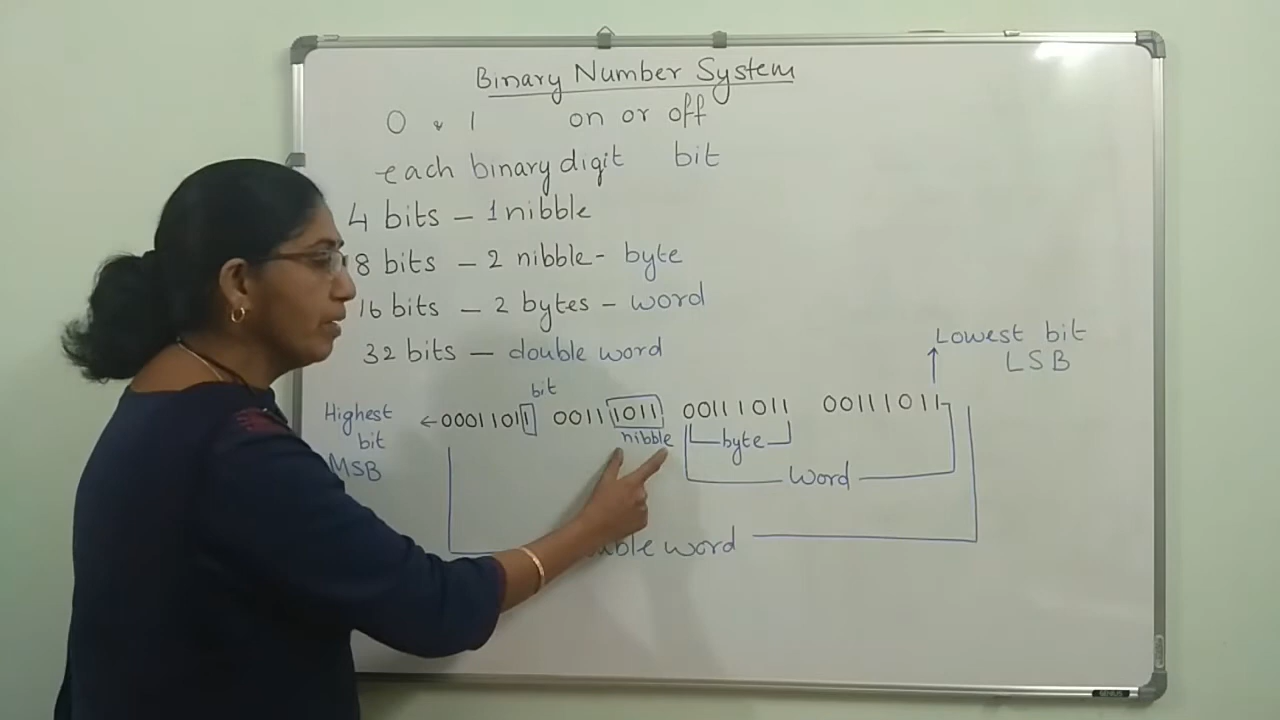 Binary Number System
0 & 1 on or off
each binary digit bit
4 bits – 1 nibble
8 bits – 2 nibble - byte
16 bits – 2 bytes – word
32 bits – double word
Lowest bit
LSB
bit
Highest
bit
MSB
←00011011 00111011 00111011 00111011
nibble
byte
Word
word